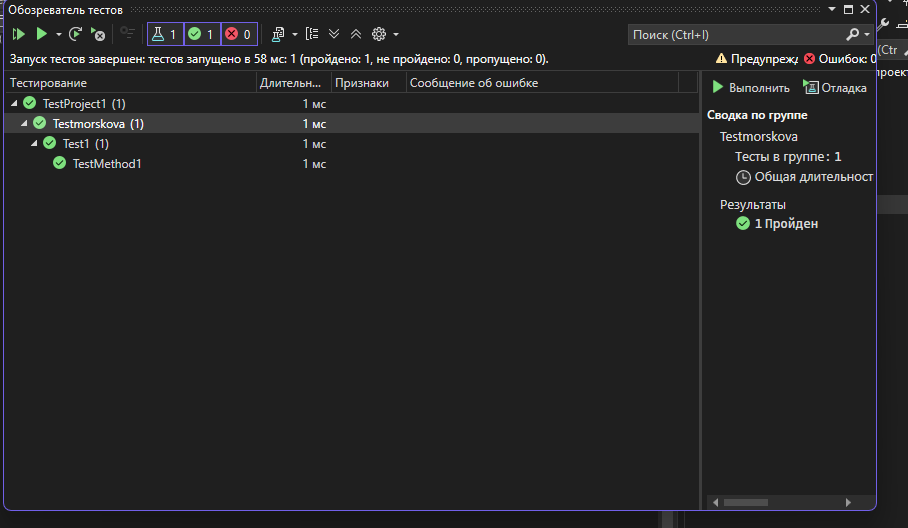 Обозреватель тестов
1
1
0
Поиск (Ctrl+I)
(Ctr
Запуск тестов завершен: тестов запущено в 58 мс: 1 (пройдено: 1, не пройдено: 0, пропущено: 0).
Предупрежд
Ошибок: 0
проект
Тестирование
Длительн...
Признаки
Сообщение об ошибке
TestProject1 (1)
1 мс
Testmorskova (1)
1 мс
Test1 (1)
1 мс
TestMethod1
1 мс
Выполнить
Отладка
Сводка по группе
Testmorskova
Тесты в группе: 1
Общая длительност
Результаты
1 Пройден